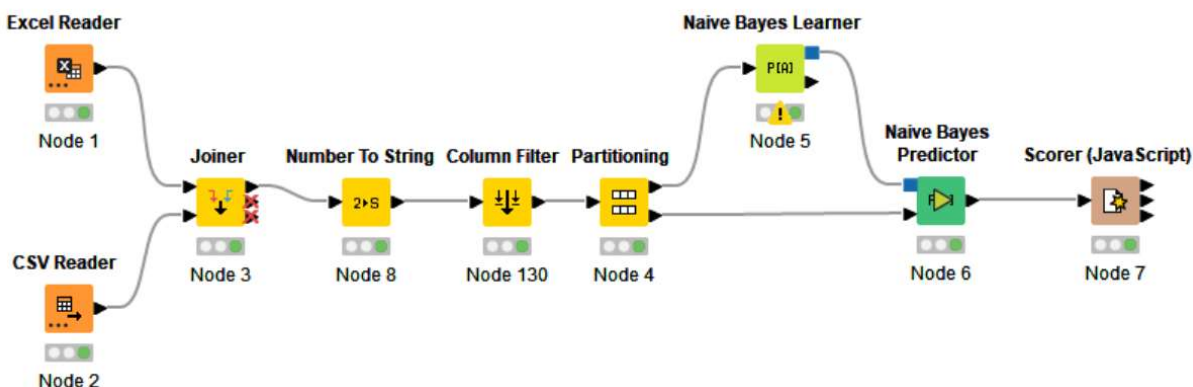 Excel Reader
Node 1
CSV Reader
Node 2
Joiner
Node 3
Number To String
2▸S
Node 8
Column Filter
Node 130
Partitioning
Node 4
Naive Bayes Learner
P[A]
Node 5
Naive Bayes
Predictor
Node 6
Scorer (JavaScript)
Node 7